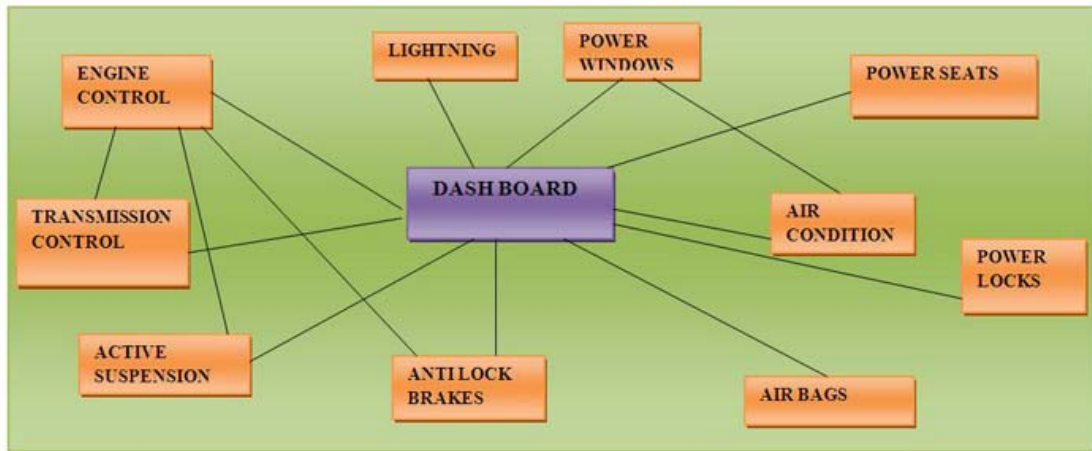 ENGINE
CONTROL
LIGHTNING
POWER
WINDOWS
POWER SEATS
DASH BOARD
TRANSMISSION
CONTROL
AIR
CONDITION
POWER
LOCKS
ACTIVE
SUSPENSION
ANTI LOCK
BRAKES
AIR BAGS